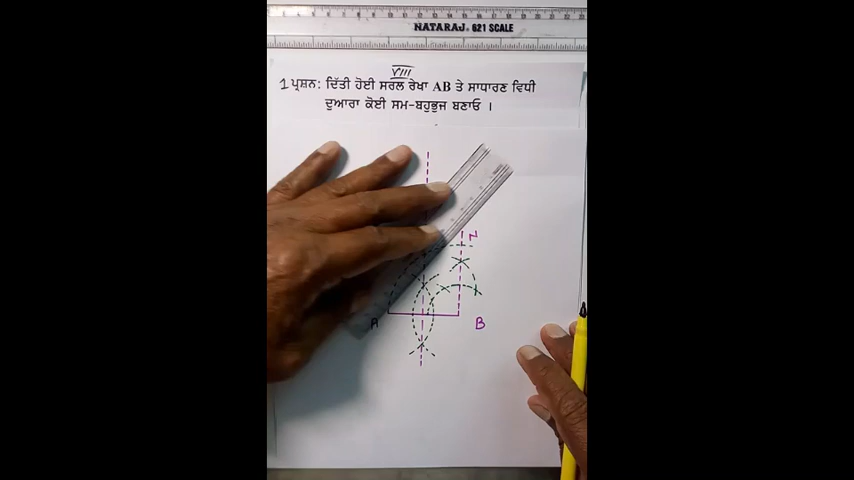 NATARAJ 621 SCALE
VIII
1 ਪ੍ਰਸ਼ਨ: ਦਿੱਤੀ ਹੋਈ ਸਰਲ ਰੇਖਾ AB ਤੇ ਸਾਧਾਰਣ ਵਿਧੀ
ਦੁਆਰਾ ਕੋਈ ਸਮ-ਬਹੁਭੁਜ ਬਣਾਓ ।
N
A B